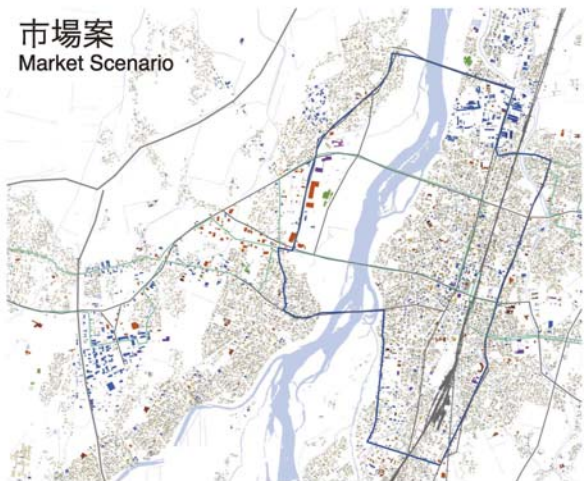 市場案
Market Scenario